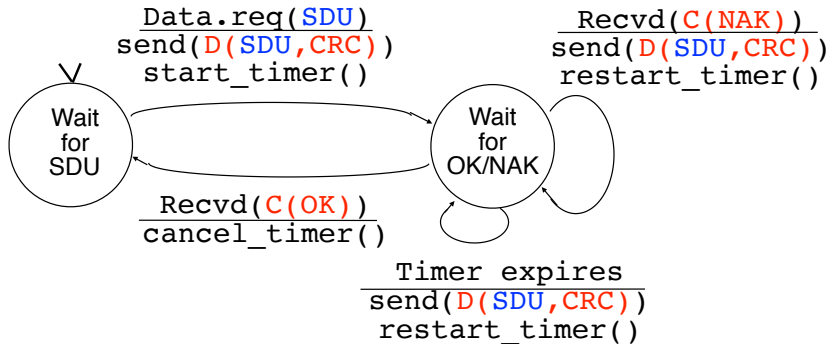 Data.req(SDU)
send(D(SDU,CRC))
start_timer()
Recvd(C(NAK))
send(D(SDU,CRC))
restart_timer()
Wait
for
SDU
Wait
for
OK/NAK
Recvd(C(OK))
cancel_timer()
Timer expires
send(D(SDU,CRC))
restart_timer()